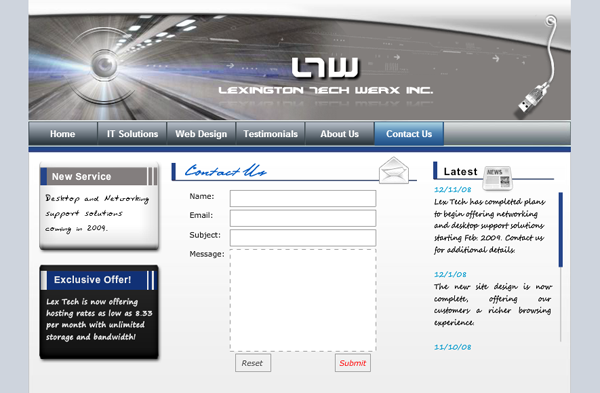 LTW
LEXINGTON TECH WERX INC.
Home IT Solutions Web Design Testimonials About Us Contact Us
New Service
Desktop and Networking
support solutions
coming in 2009.
Exclusive Offer!
Lex Tech is now offering
hosting rates as low as 8.33
per month with unlimited
storage and bandwidth!
Contact Us
Name:
Email:
Subject:
Message:
Reset Submit
Latest NEWS
12/11/08
Lex Tech has completed plans
to begin offering networking
and desktop support solutions
starting Feb. 2009. Contact us
for additional details.
12/1/08
The new site design is now
complete, offering our
customers a richer browsing
experience.
11/10/08